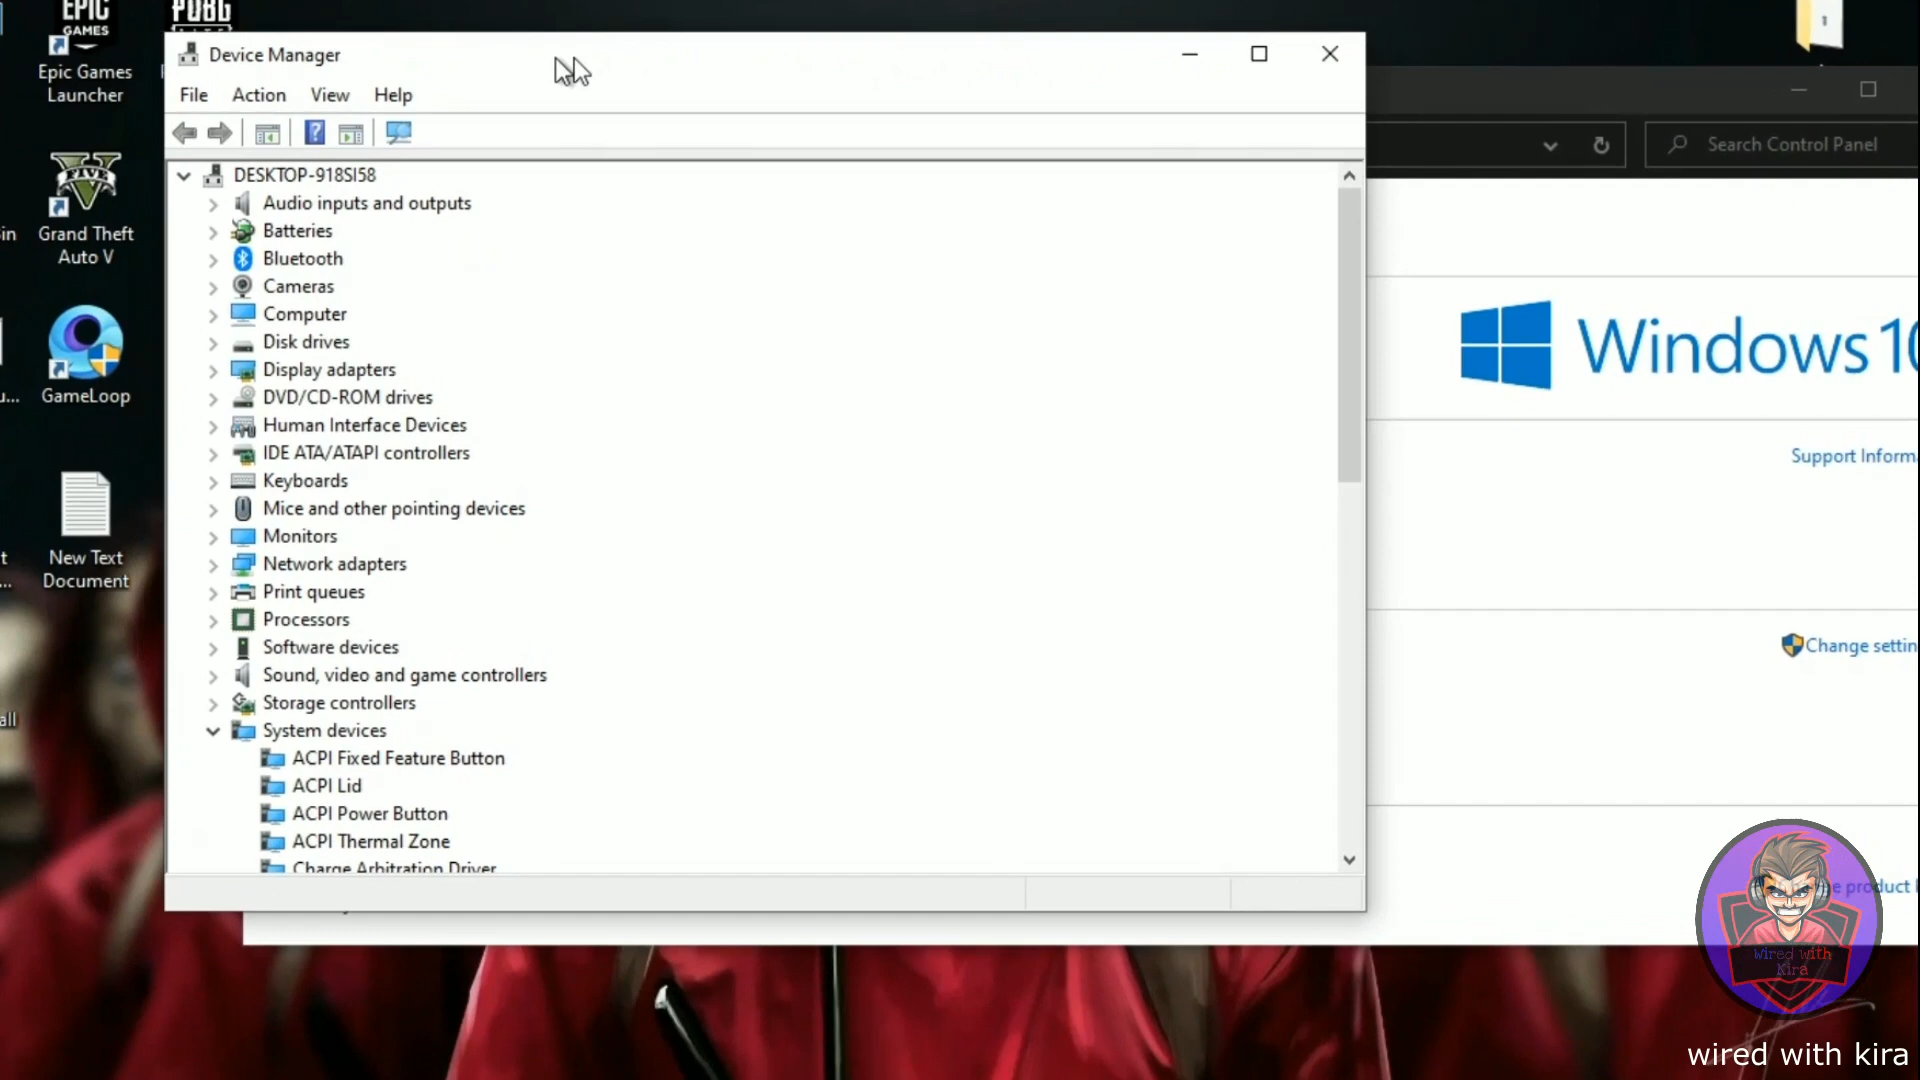 EPIC
GAMES
Epic Games
Launcher
PUBG
Grand Theft
Auto V
GameLoop
New Text
Document
Device Manager
File Action View Help
DESKTOP-918SI58
Audio inputs and outputs
Batteries
Bluetooth
Cameras
Computer
Disk drives
Display adapters
DVD/CD-ROM drives
Human Interface Devices
IDE ATA/ATAPI controllers
Keyboards
Mice and other pointing devices
Monitors
Network adapters
Print queues
Processors
Software devices
Sound, video and game controllers
Storage controllers
System devices
ACPI Fixed Feature Button
ACPI Lid
ACPI Power Button
ACPI Thermal Zone
Charge Arbitration Driver
Search Control Panel
Windows 10
Support Inform
Change settin
product
Wired with
Kira
wired with kira